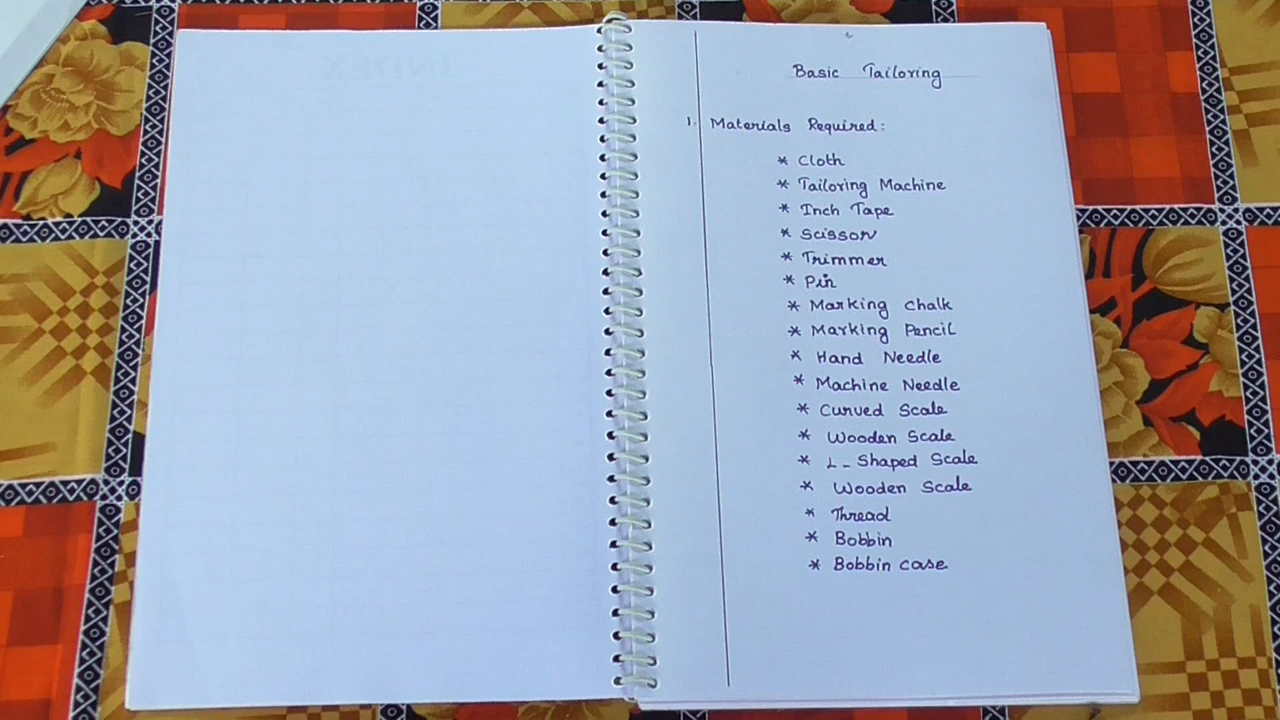 Basic Tailoring
1. Materials Required:
* Cloth
* Tailoring Machine
* Inch Tape
* Scissor
* Trimmer
* Pin
* Marking chalk
* Marking Pencil
* Hand Needle
* Machine Needle
* Curved Scale
* Wooden Scale
* L - Shaped Scale
* Wooden Scale
* Thread
* Bobbin
* Bobbin case
INDEX